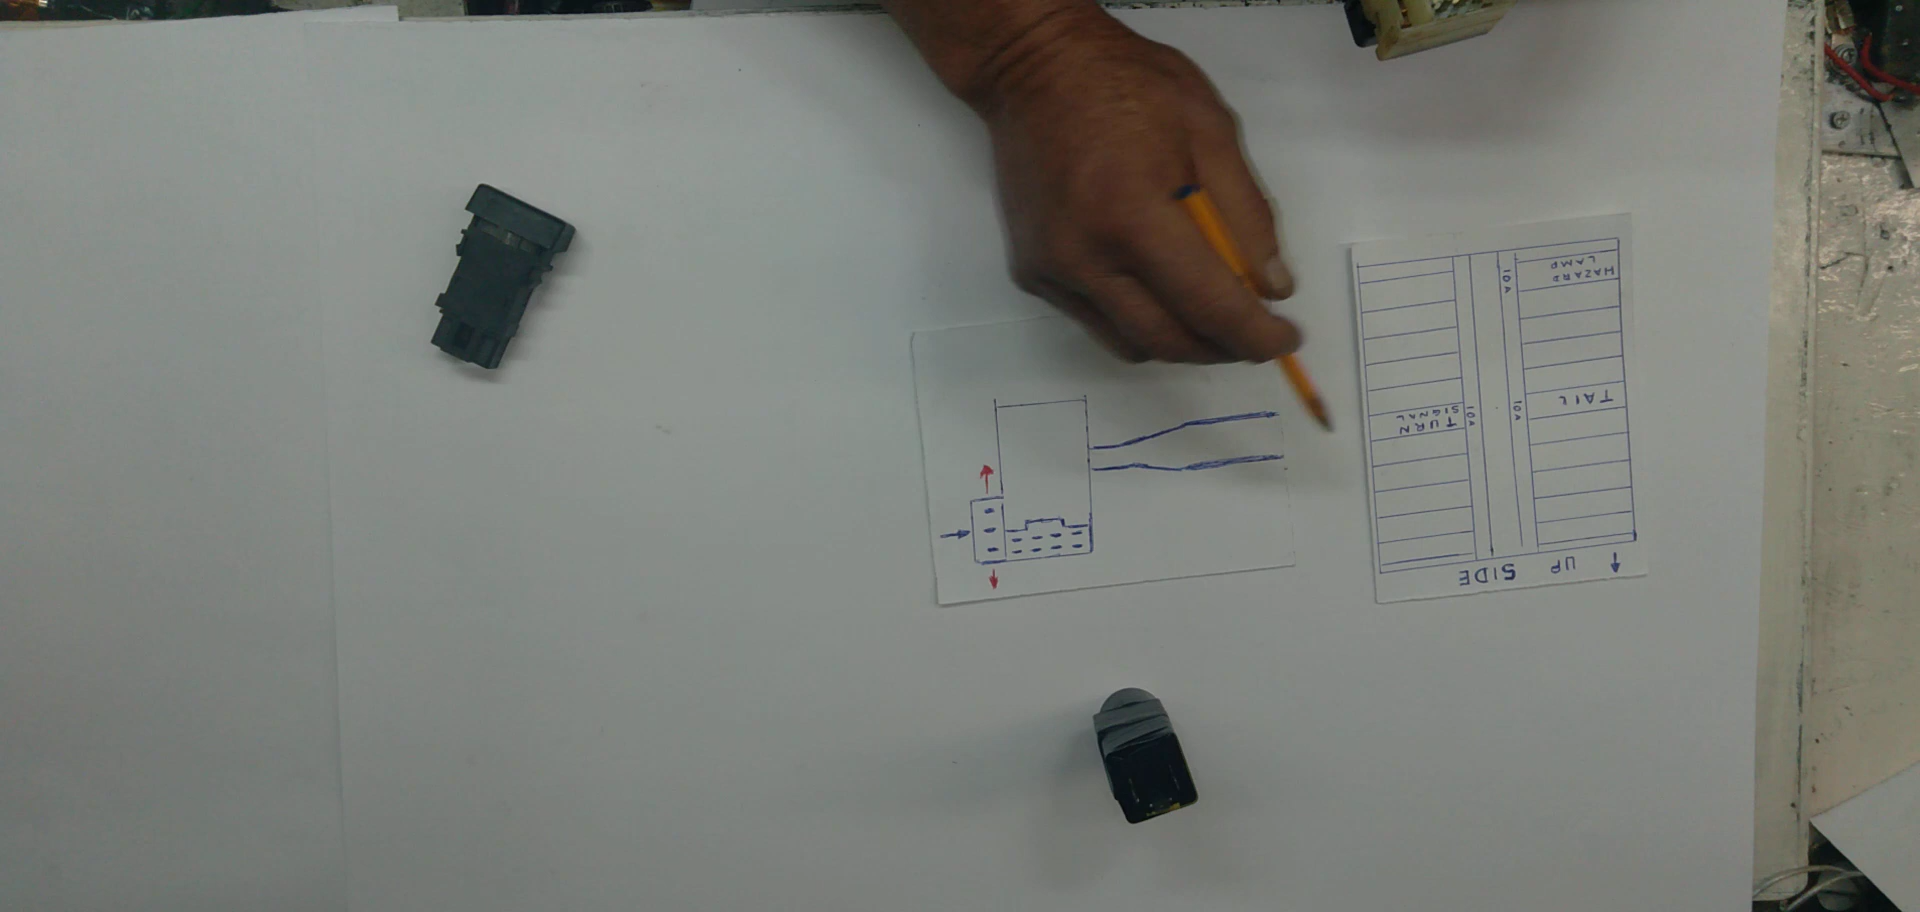 HAZARD
LAMP
10A
TAIL
10A
TURN
SIGNAL
10A
UP SIDE